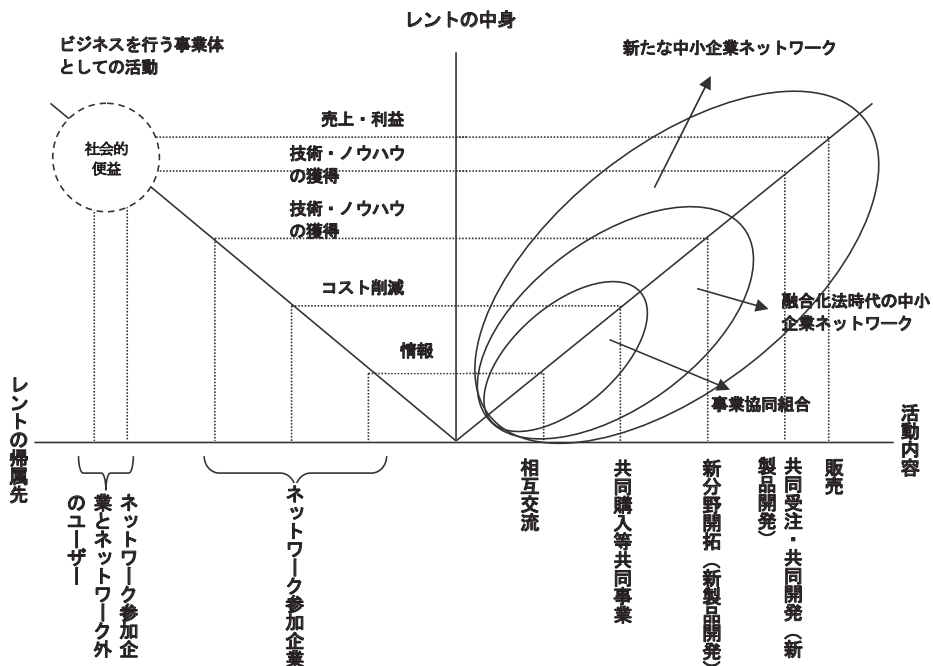 レントの中身
ビジネスを行う事業体
としての活動
新たな中小企業ネットワーク
社会的
便益
売上・利益
技術・ノウハウ
の獲得
技術・ノウハウ
の獲得
コスト削減
情報
融合化法時代の中小
企業ネットワーク
事業協同組合
レントの帰属先
活動内容
ネットワーク参加企
業とネットワーク外
のユーザー
ネットワーク参加企業
相互交流
共同購入等共同事業
新分野開拓（新製品開発）
共同受注・共同開発（新
製品開発）
販売